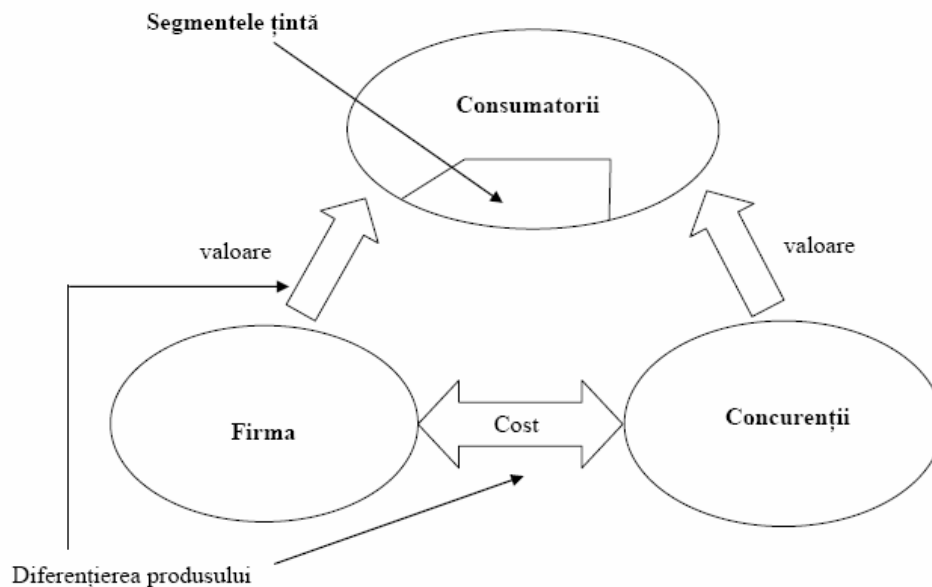 Segmentele țintă
Consumatorii
valoare
valoare
Firma
Cost
Concurenții
Diferențierea produsului